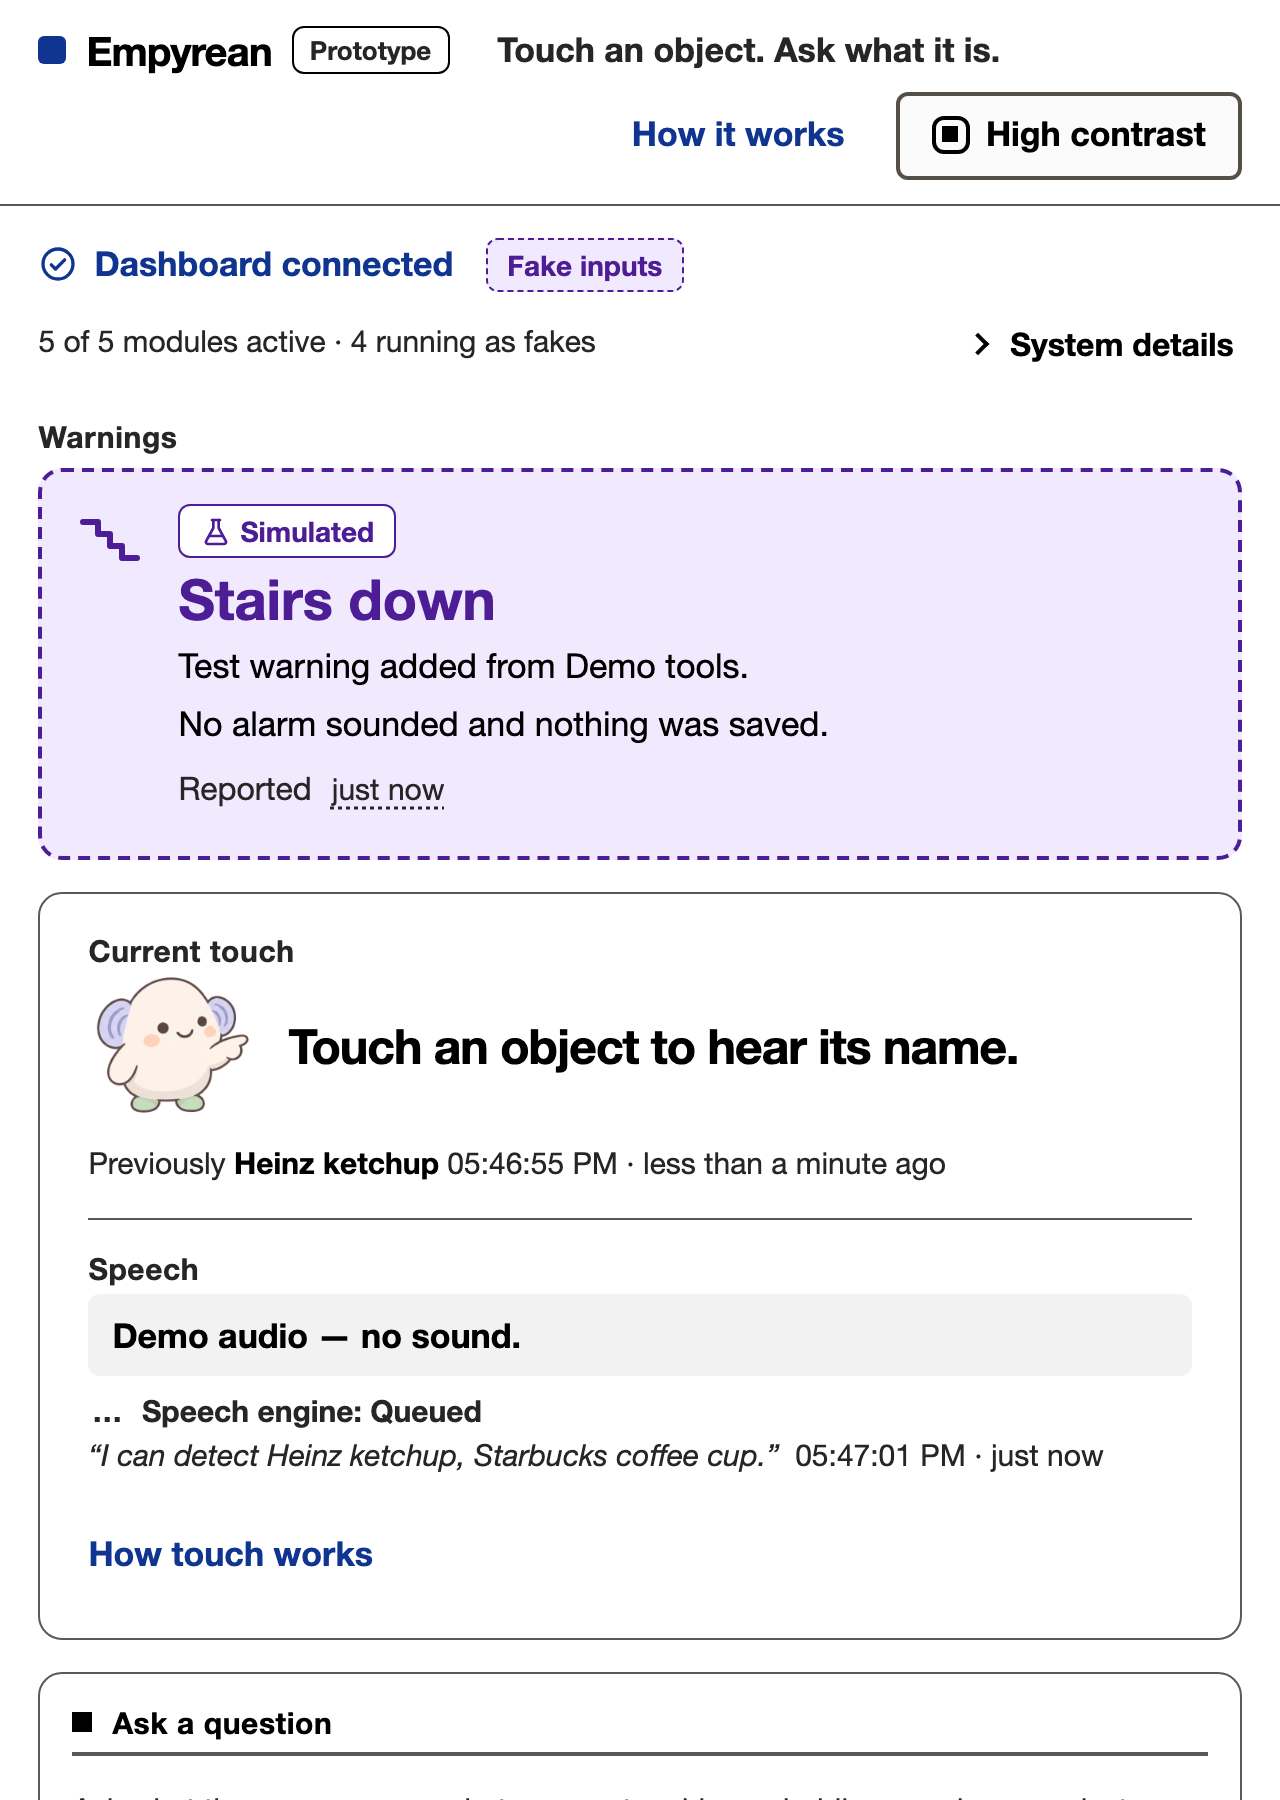 Empyrean Prototype Touch an object. Ask what it is.
How it works High contrast
Dashboard connected Fake inputs
5 of 5 modules active · 4 running as fakes System details
Warnings
Simulated
Stairs down
Test warning added from Demo tools.
No alarm sounded and nothing was saved.
Reported just now
Current touch
Touch an object to hear its name.
Previously Heinz ketchup 05:46:55 PM · less than a minute ago
Speech
Demo audio — no sound.
... Speech engine: Queued
“I can detect Heinz ketchup, Starbucks coffee cup.” 05:47:01 PM · just now
How touch works
Ask a question